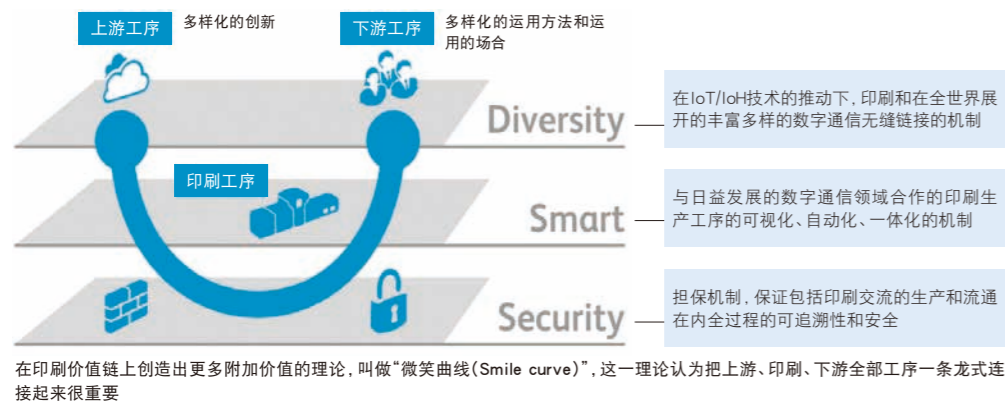 上游工序
多样化的创新
下游工序
多样化的运用方法和运
用的场合
Diversity
在IoT/IoH技术的推动下，印刷和在全世界展
开的丰富多样的数字通信无缝链接的机制
印刷工序
Smart
与日益发展的数字通信领域合作的印刷生
产工序的可视化、自动化、一体化的机制
Security
担保机制，保证包括印刷交流的生产和流通
在内全过程的可追溯性和安全
在印刷价值链上创造出更多附加价值的理论，叫做“微笑曲线(Smile curve)”，这一理论认为把上游、印刷、下游全部工序一条龙式连
接起来很重要